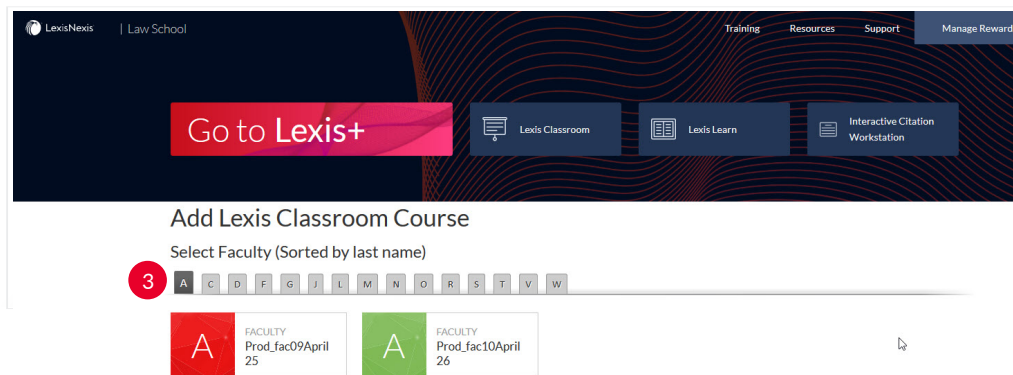 LexisNexis | Law School Training Resources Support Manage Reward
Go to Lexis+
Lexis Classroom
Lexis Learn
Interactive Citation
Workstation
Add Lexis Classroom Course
Select Faculty (Sorted by last name)
3
A C D F G J L M N O R S T V W
A
FACULTY
Prod_fac09April
25
A
FACULTY
Prod_fac10April
26